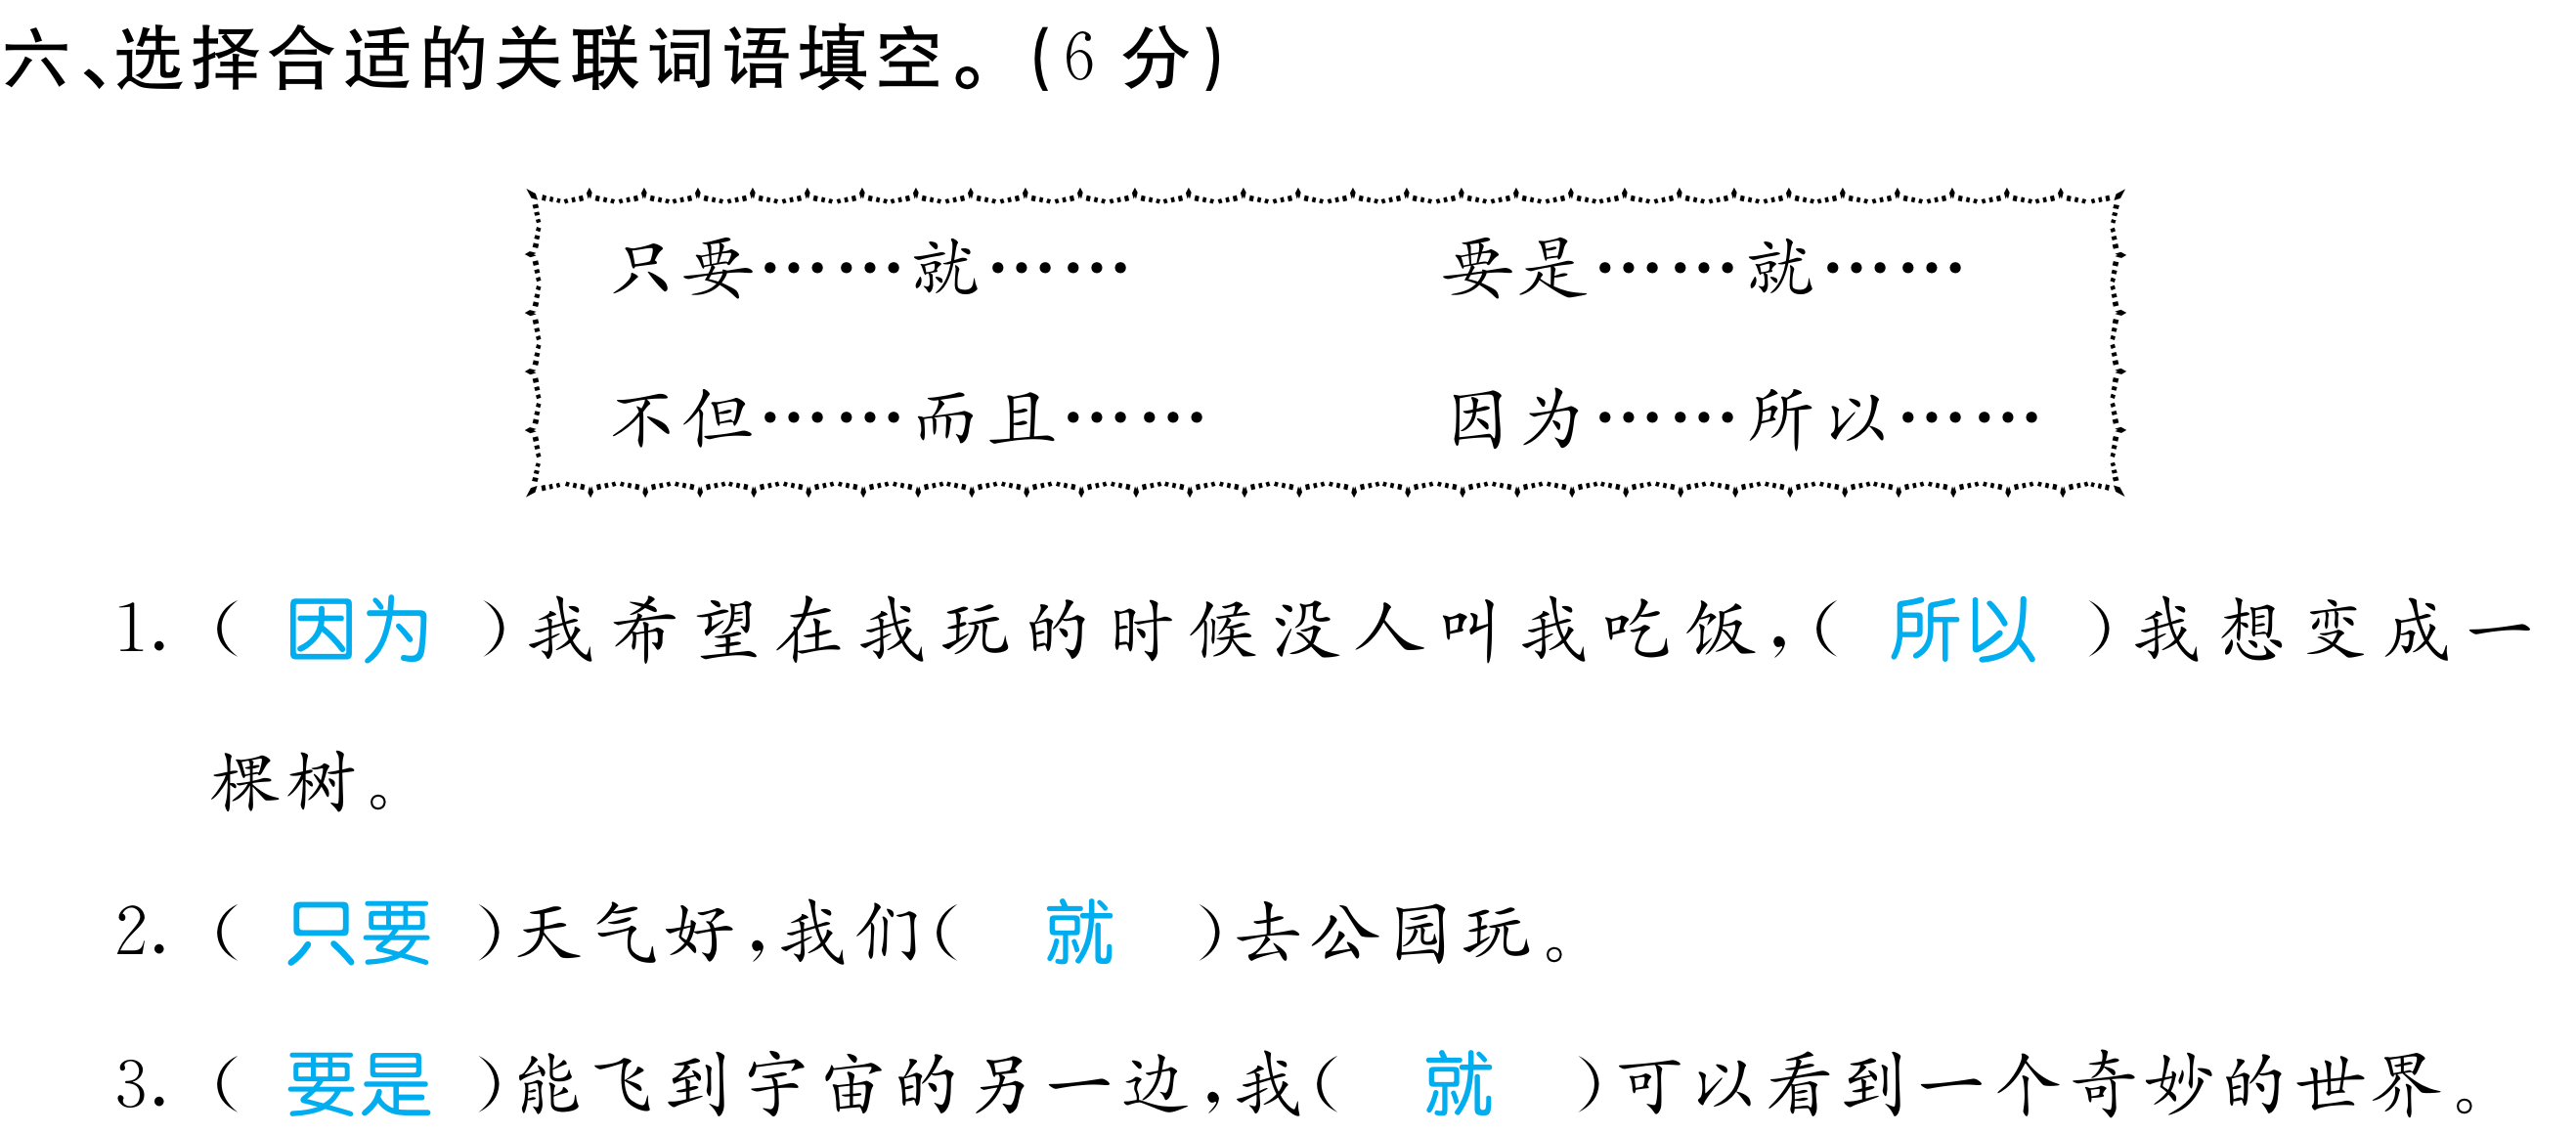 六、选择合适的关联词语填空。(6 分)
只要……就…… 要是……就……
不但……而且…… 因为……所以……
1. ( 因为 )我希望在我玩的时候没人叫我吃饭,( 所以 )我想变成一
棵树。
2. ( 只要 )天气好,我们( 就 )去公园玩。
3. ( 要是 )能飞到宇宙的另一边,我( 就 )可以看到一个奇妙的世界。